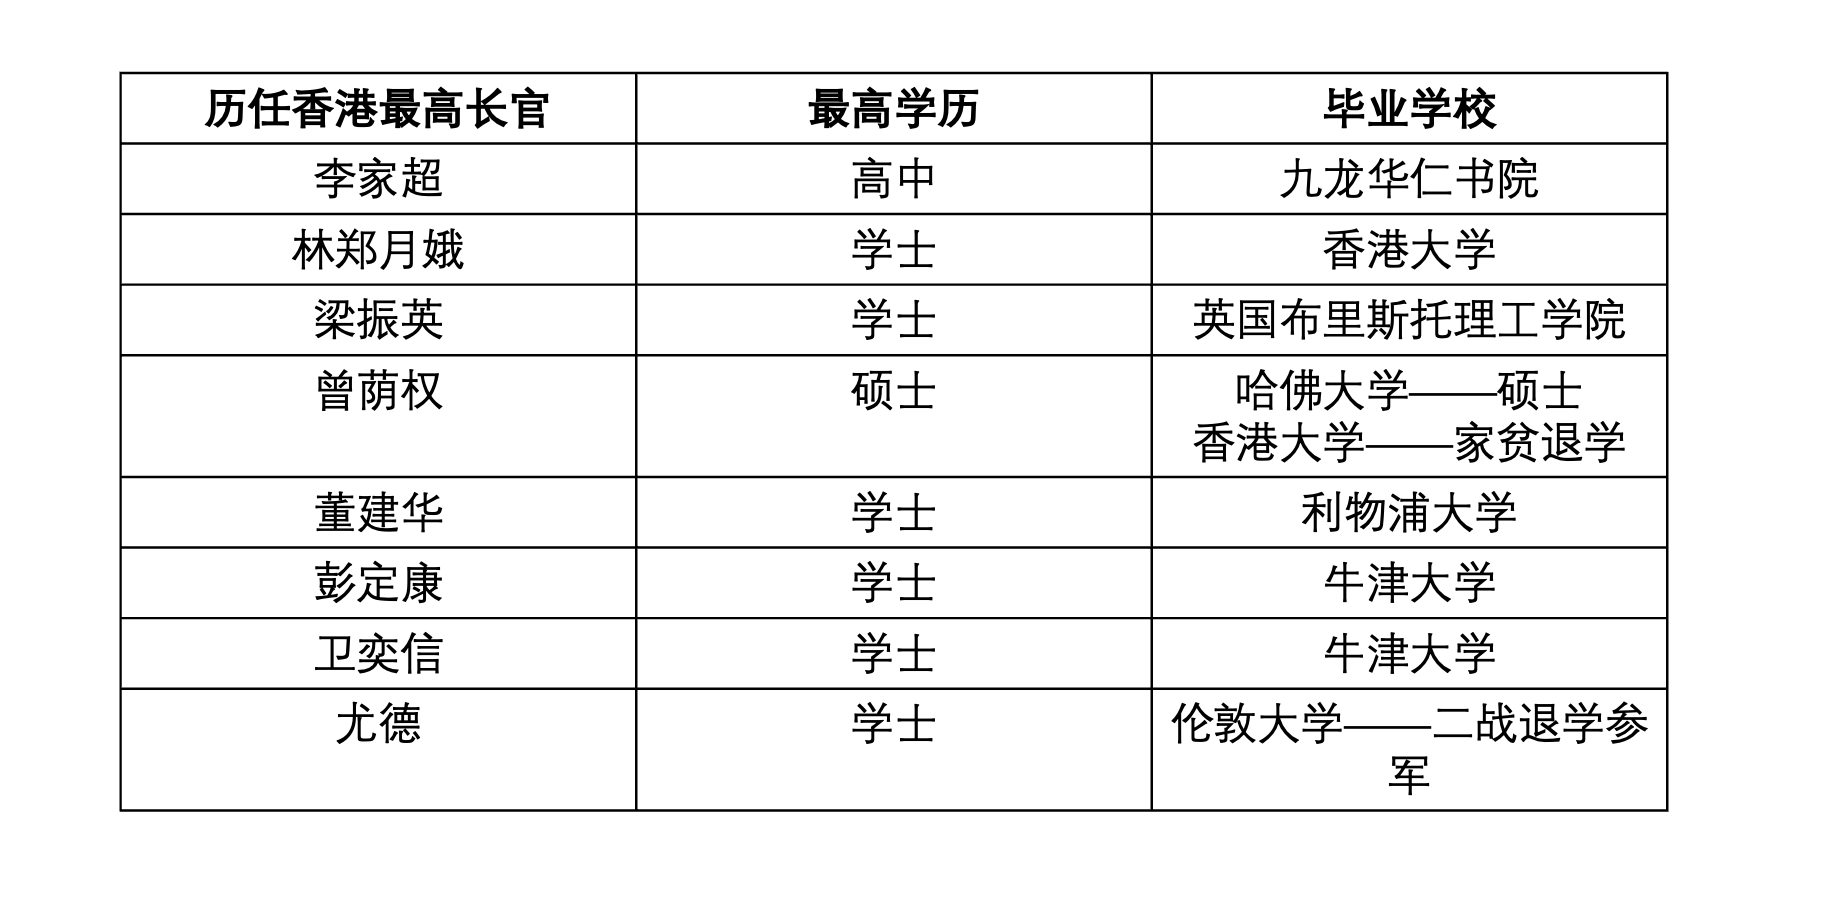 历任香港最高长官 最高学历 毕业学校
李家超 高中 九龙华仁书院
林郑月娥 学士 香港大学
梁振英 学士 英国布里斯托理工学院
曾荫权 硕士 哈佛大学——硕士
香港大学——家贫退学
董建华 学士 利物浦大学
彭定康 学士 牛津大学
卫奕信 学士 牛津大学
尤德 学士 伦敦大学——二战退学参
军